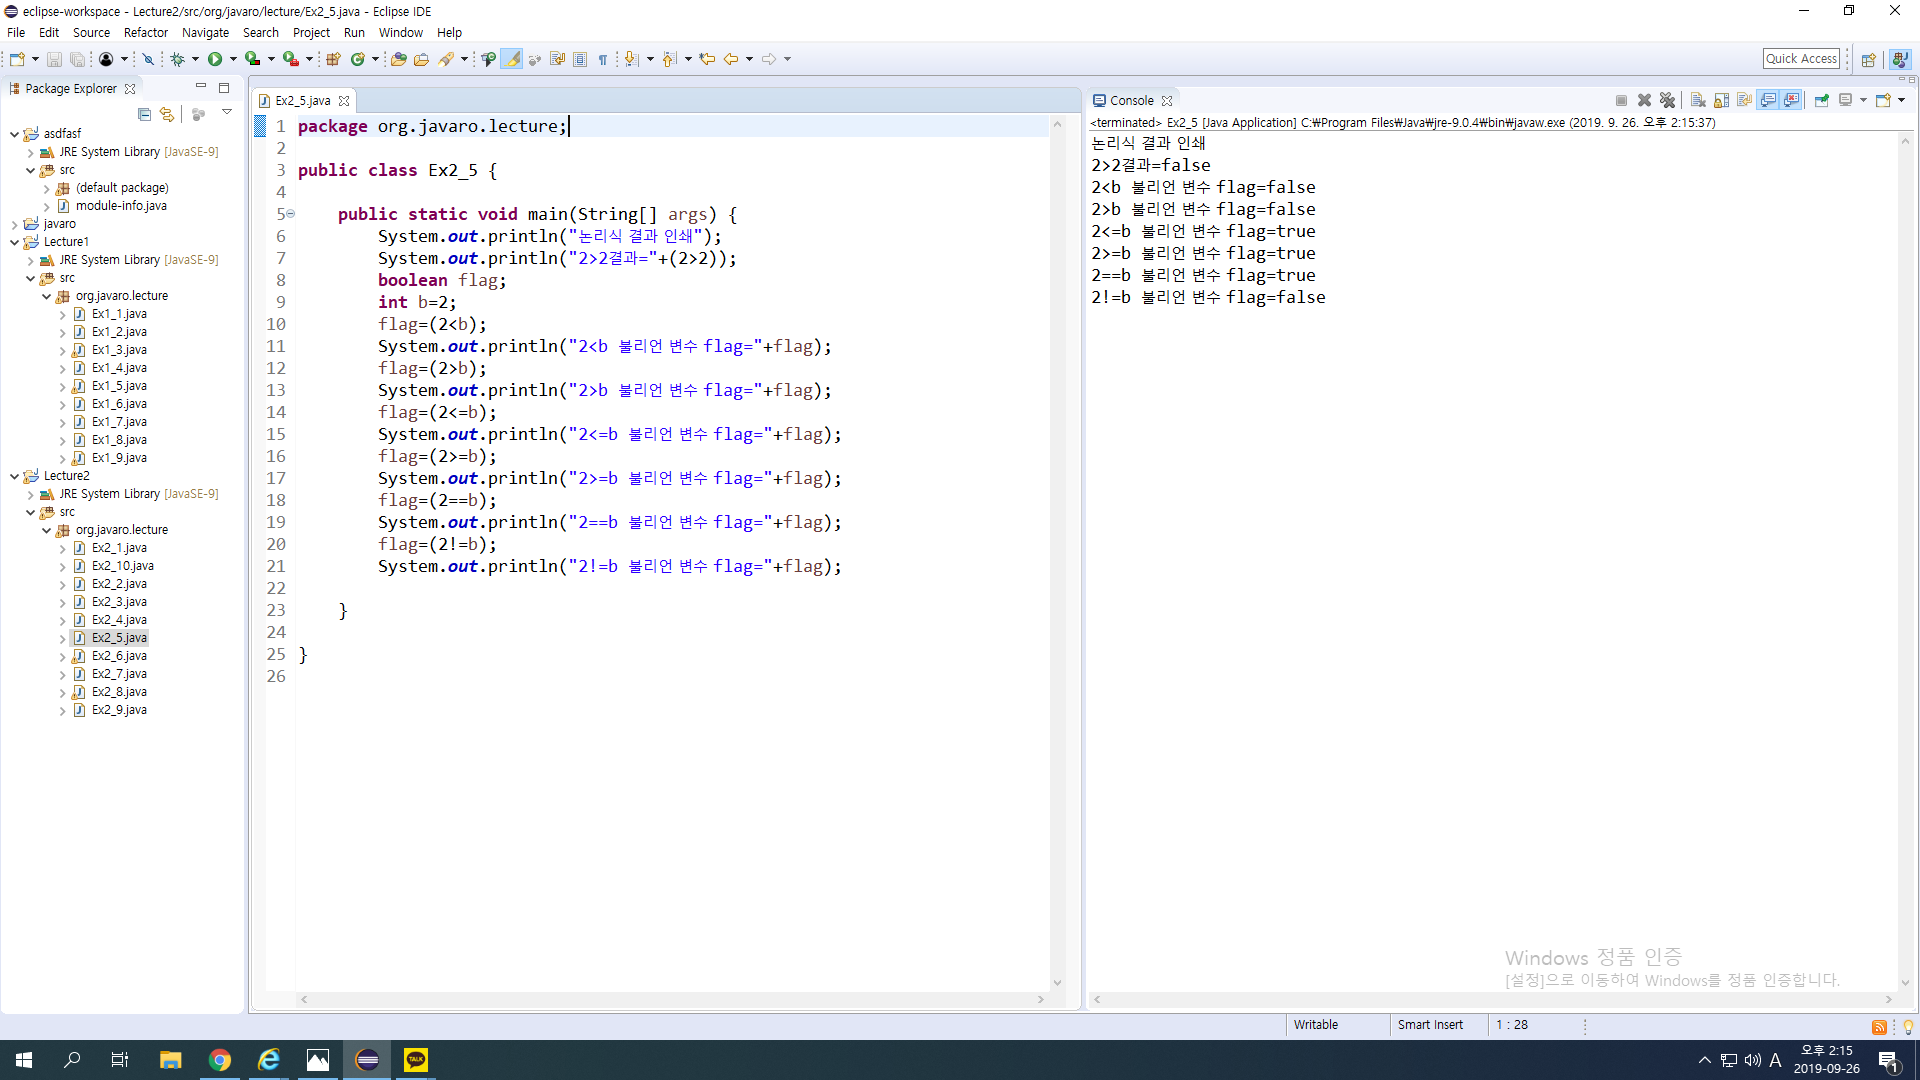 eclipse-workspace - Lecture2/src/org/javaro/lecture/Ex2_5.java - Eclipse IDE
File Edit Source Refactor Navigate Search Project Run Window Help
Quick Access
Package Explorer
asdfasf
JRE System Library [JavaSE-9]
src
(default package)
module-info.java
javaro
Lecture1
JRE System Library [JavaSE-9]
src
org.javaro.lecture
Ex1_1.java
Ex1_2.java
Ex1_3.java
Ex1_4.java
Ex1_5.java
Ex1_6.java
Ex1_7.java
Ex1_8.java
Ex1_9.java
Lecture2
JRE System Library [JavaSE-9]
src
org.javaro.lecture
Ex2_1.java
Ex2_10.java
Ex2_2.java
Ex2_3.java
Ex2_4.java
Ex2_5.java
Ex2_6.java
Ex2_7.java
Ex2_8.java
Ex2_9.java
Ex2_5.java
1 package org.javaro.lecture;
2
3 public class Ex2_5 {
4
5 public static void main(String[] args) {
6 System.out.println("논리식 결과 인쇄");
7 System.out.println("2>2결과="+(2>2));
8 boolean flag;
9 int b=2;
10 flag=(2<b);
11 System.out.println("2<b 불리언 변수 flag="+flag);
12 flag=(2>b);
13 System.out.println("2>b 불리언 변수 flag="+flag);
14 flag=(2<=b);
15 System.out.println("2<=b 불리언 변수 flag="+flag);
16 flag=(2>=b);
17 System.out.println("2>=b 불리언 변수 flag="+flag);
18 flag=(2==b);
19 System.out.println("2==b 불리언 변수 flag="+flag);
20 flag=(2!=b);
21 System.out.println("2!=b 불리언 변수 flag="+flag);
22
23 }
24
25 }
26
Console
<terminated> Ex2_5 [Java Application] C:₩Program Files₩Java₩jre-9.0.4₩bin₩javaw.exe (2019. 9. 26. 오후 2:15:37)
논리식 결과 인쇄
2>2결과=false
2<b 불리언 변수 flag=false
2>b 불리언 변수 flag=false
2<=b 불리언 변수 flag=true
2>=b 불리언 변수 flag=true
2==b 불리언 변수 flag=true
2!=b 불리언 변수 flag=false
Windows 정품 인증
[설정]으로 이동하여 Windows를 정품 인증합니다.
Writable Smart Insert 1 : 28
TALK
A
오후 2:15
2019-09-26
1